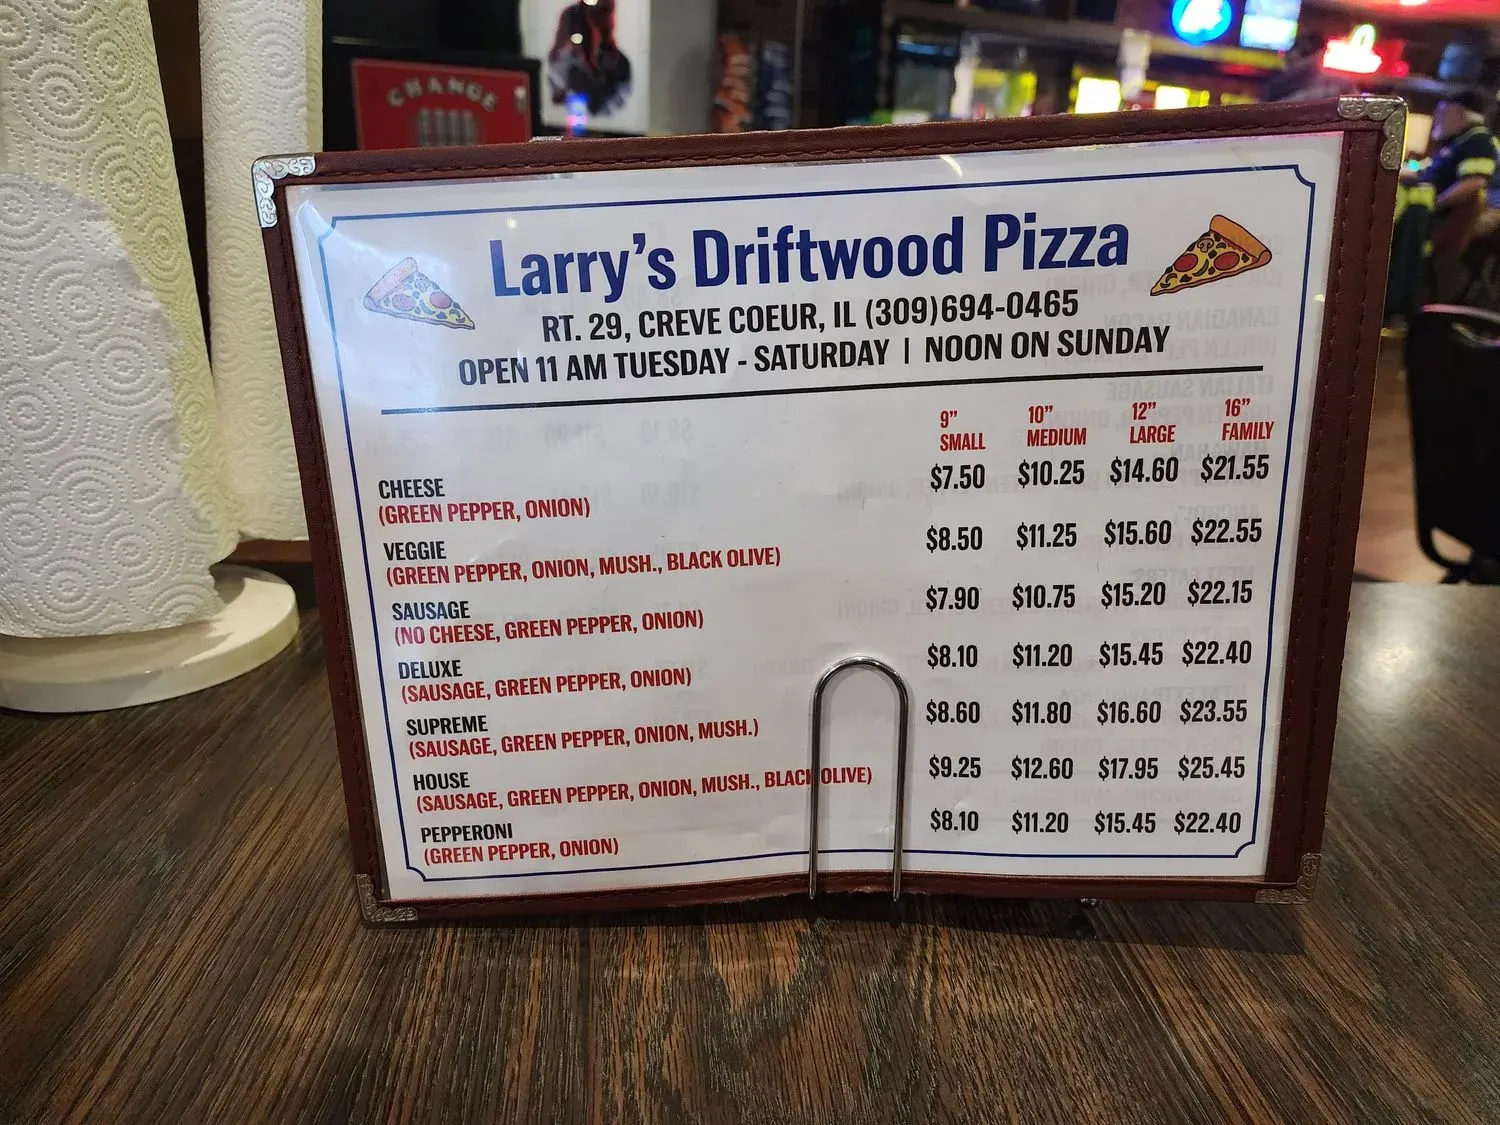 CHANGE
Larry's Driftwood Pizza
RT. 29, CREVE COEUR, IL (309)694-0465
OPEN 11 AM TUESDAY - SATURDAY | NOON ON SUNDAY
9" 10" 12" 16"
SMALL MEDIUM LARGE FAMILY
CHEESE $7.50 $10.25 $14.60 $21.55
(GREEN PEPPER, ONION)
VEGGIE $8.50 $11.25 $15.60 $22.55
(GREEN PEPPER, ONION, MUSH., BLACK OLIVE)
SAUSAGE $7.90 $10.75 $15.20 $22.15
(NO CHEESE, GREEN PEPPER, ONION)
DELUXE $8.10 $11.20 $15.45 $22.40
(SAUSAGE, GREEN PEPPER, ONION)
SUPREME $8.60 $11.80 $16.60 $23.55
(SAUSAGE, GREEN PEPPER, ONION, MUSH.)
HOUSE $9.25 $12.60 $17.95 $25.45
(SAUSAGE, GREEN PEPPER, ONION, MUSH., BLACK OLIVE)
PEPPERONI $8.10 $11.20 $15.45 $22.40
(GREEN PEPPER, ONION)